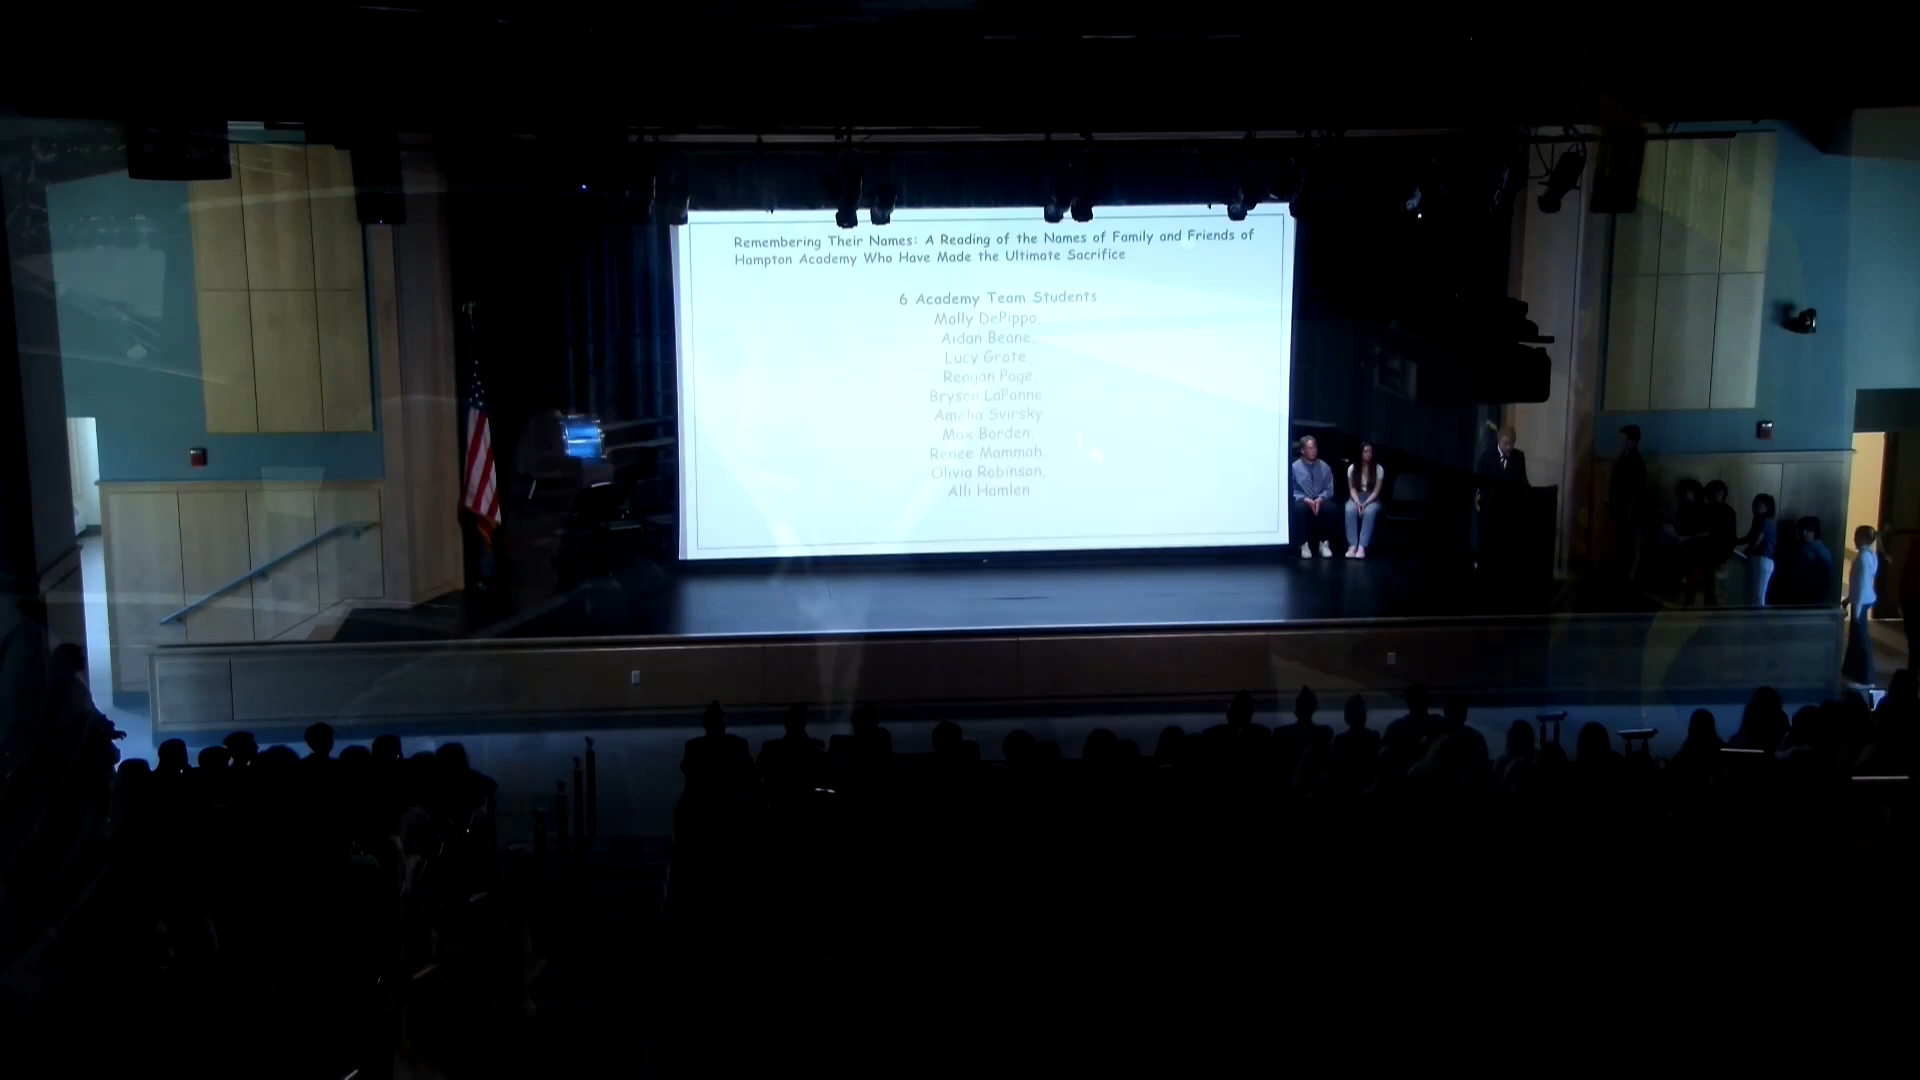 Remembering Their Names: A Reading of the Names of Family and Friends of
Hampton Academy Who Have Made the Ultimate Sacrifice
6 Academy Team Students
Molly DePippo,
Aidan Beane,
Lucy Grote
Reagan Page,
Bryson LaPanne
Amelia Svirsky
Max Borden,
Renee Mammah,
Olivia Robinson,
Alli Hamlen